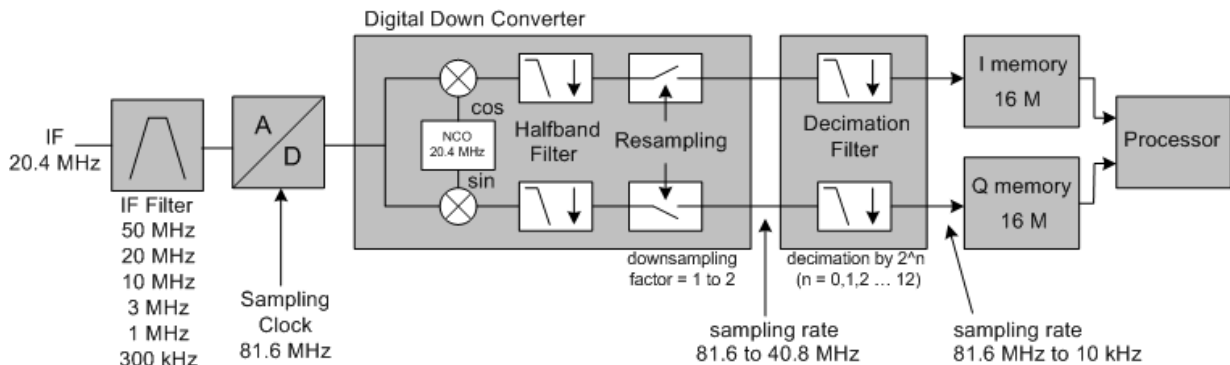 Digital Down Converter
IF
20.4 MHz
IF Filter
50 MHz
20 MHz
10 MHz
3 MHz
1 MHz
300 kHz
A
D
Sampling
Clock
81.6 MHz
cos
NCO
20.4 MHz
sin
Halfband
Filter
Resampling
downsampling
factor = 1 to 2
sampling rate
81.6 to 40.8 MHz
Decimation
Filter
decimation by 2^n
(n = 0,1,2 ... 12)
sampling rate
81.6 MHz to 10 kHz
I memory
16 M
Q memory
16 M
Processor